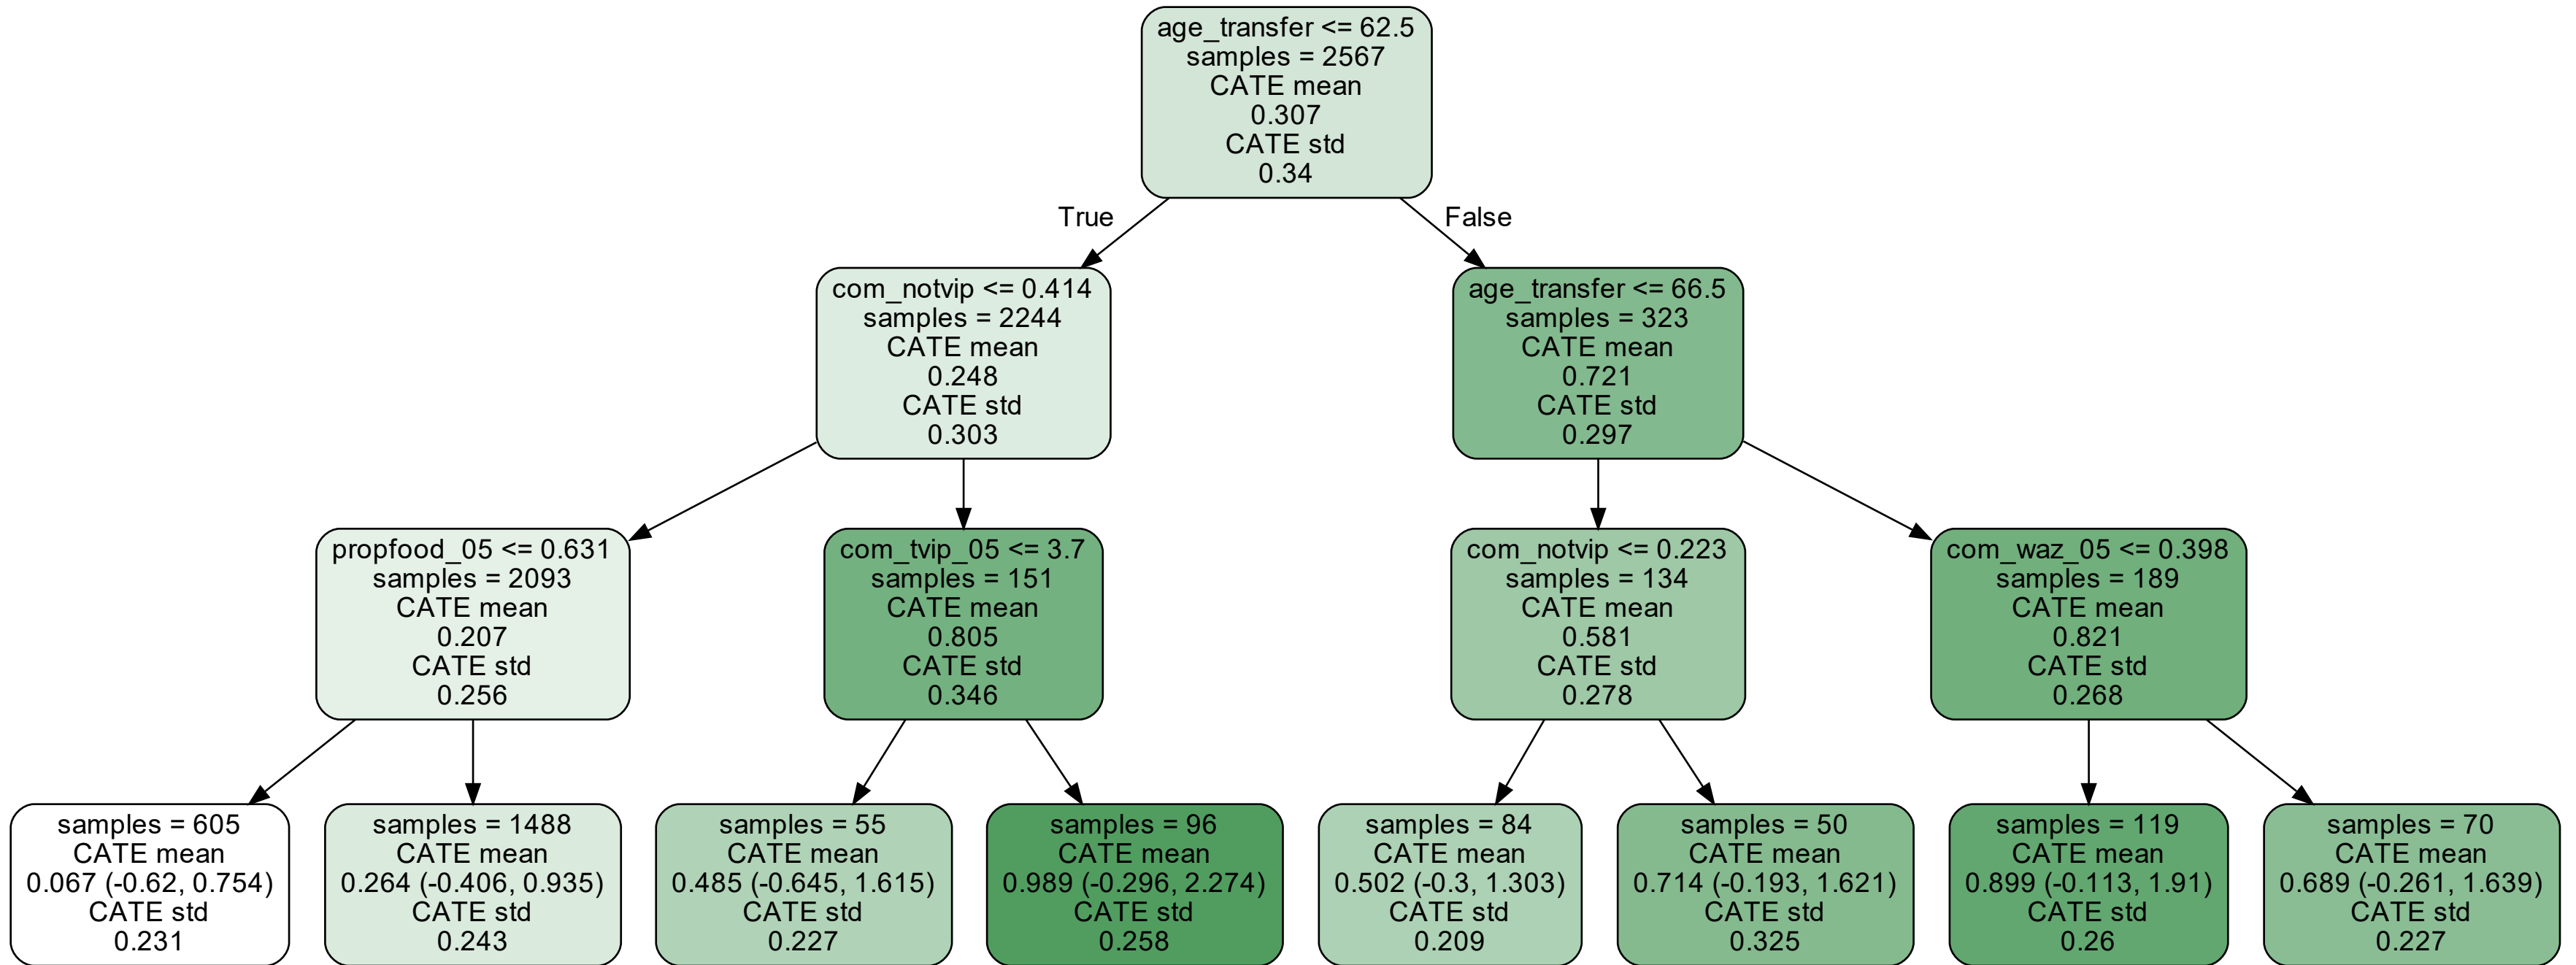 age_transfer <= 62.5
samples = 2567
CATE mean
0.307
CATE std
0.34
True
False
com_notvip <= 0.414
samples = 2244
CATE mean
0.248
CATE std
0.303
age_transfer <= 66.5
samples = 323
CATE mean
0.721
CATE std
0.297
propfood_05 <= 0.631
samples = 2093
CATE mean
0.207
CATE std
0.256
com_tvip_05 <= 3.7
samples = 151
CATE mean
0.805
CATE std
0.346
com_notvip <= 0.223
samples = 134
CATE mean
0.581
CATE std
0.278
com_waz_05 <= 0.398
samples = 189
CATE mean
0.821
CATE std
0.268
samples = 605
CATE mean
0.067 (-0.62, 0.754)
CATE std
0.231
samples = 1488
CATE mean
0.264 (-0.406, 0.935)
CATE std
0.243
samples = 55
CATE mean
0.485 (-0.645, 1.615)
CATE std
0.227
samples = 96
CATE mean
0.989 (-0.296, 2.274)
CATE std
0.258
samples = 84
CATE mean
0.502 (-0.3, 1.303)
CATE std
0.209
samples = 50
CATE mean
0.714 (-0.193, 1.621)
CATE std
0.325
samples = 119
CATE mean
0.899 (-0.113, 1.91)
CATE std
0.26
samples = 70
CATE mean
0.689 (-0.261, 1.639)
CATE std
0.227